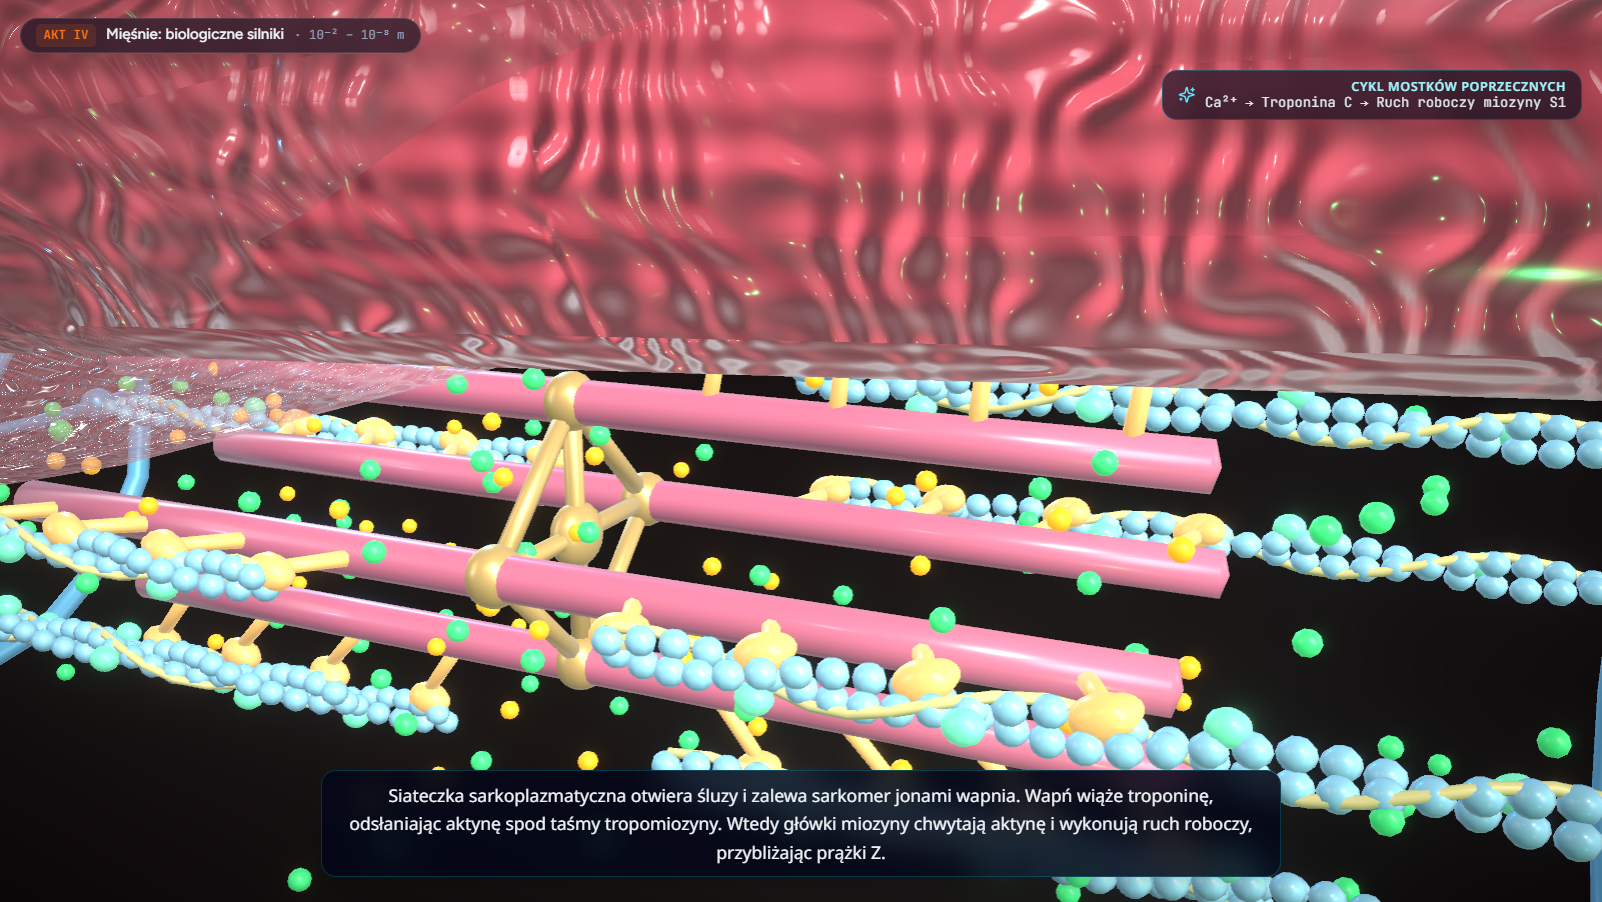 AKT IV Mięśnie: biologiczne silniki · 10⁻² – 10⁻⁸ m
CYKL MOSTKÓW POPRZECZNYCH
Ca²⁺ → Troponina C → Ruch roboczy miozyny S1
Siateczka sarkoplazmatyczna otwiera śluzy i zalewa sarkomer jonami wapnia. Wapń wiąże troponinę,
odsłaniając aktynę spod taśmy tropomiozyny. Wtedy główki miozyny chwytają aktynę i wykonują ruch roboczy,
przybliżając prążki Z.